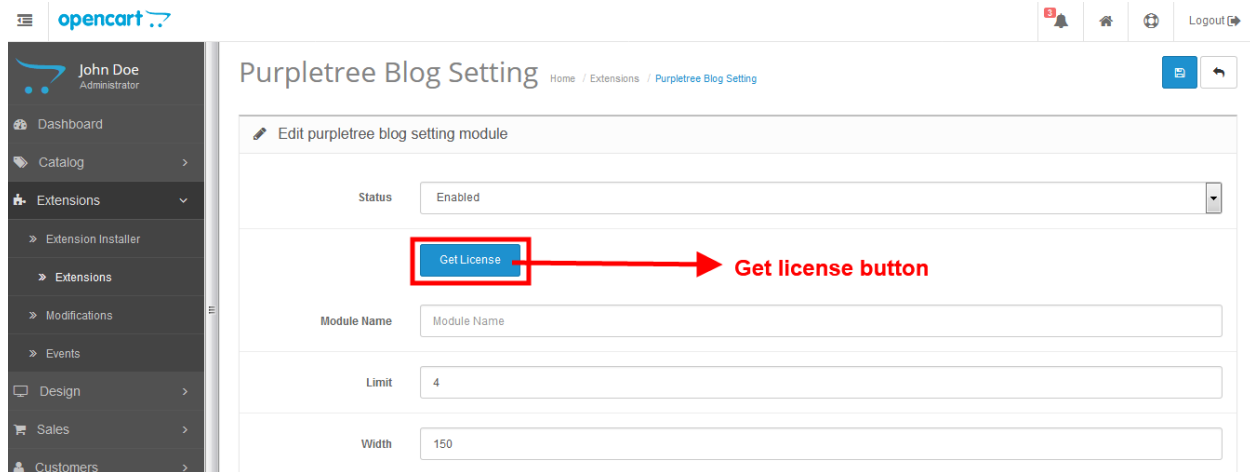 opencart
3
Logout
John Doe
Administrator
Purpletree Blog Setting
Home / Extensions / Purpletree Blog Setting
Dashboard
Catalog
Extensions
Extension Installer
Extensions
Modifications
Events
Design
Sales
Customers
Edit purpletree blog setting module
Status
Enabled
Get License
Get license button
Module Name
Module Name
Limit
4
Width
150